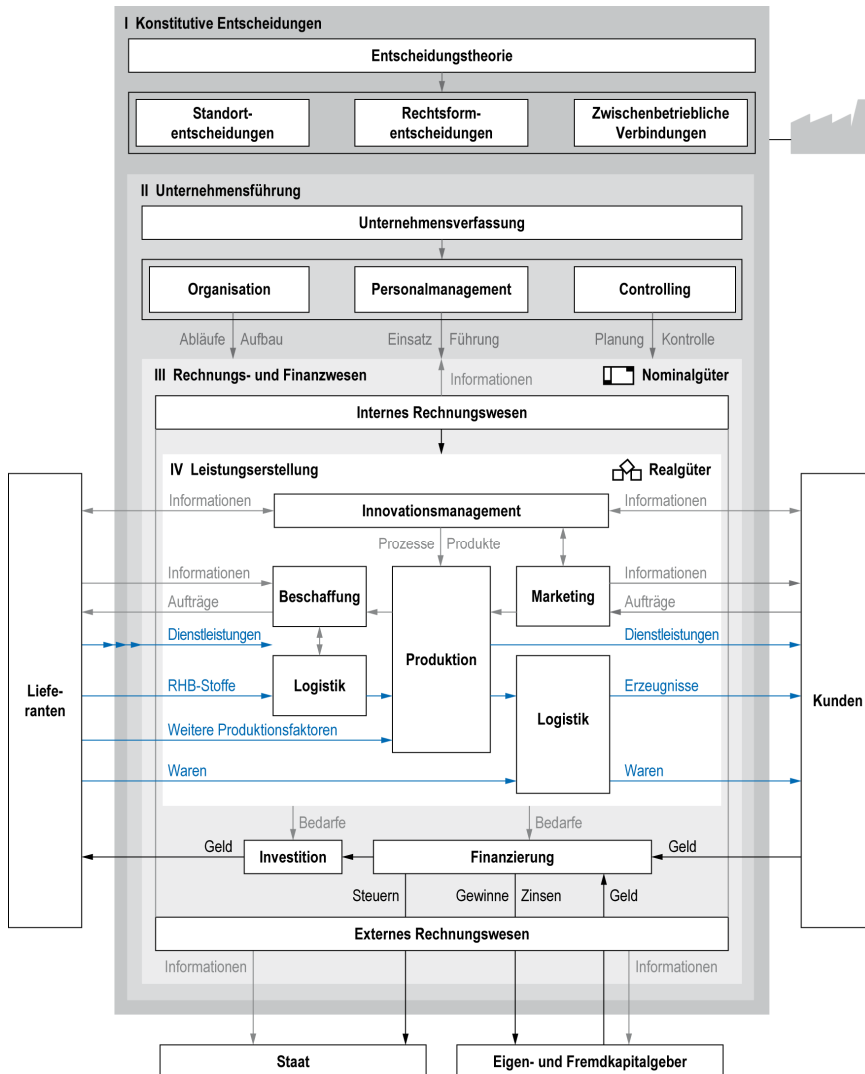 I Konstitutive Entscheidungen
Entscheidungstheorie
Standort-
entscheidungen
Rechtsform-
entscheidungen
Zwischenbetriebliche
Verbindungen
II Unternehmensführung
Unternehmensverfassung
Organisation
Personalmanagement
Controlling
Abläufe Aufbau
Einsatz Führung
Planung Kontrolle
III Rechnungs- und Finanzwesen
Informationen
Nominalgüter
Internes Rechnungswesen
IV Leistungserstellung
Realgüter
Informationen
Innovationsmanagement
Informationen
Prozesse Produkte
Informationen
Beschaffung
Marketing
Informationen
Aufträge
Aufträge
Dienstleistungen
Produktion
Dienstleistungen
Liefe-
ranten
RHB-Stoffe
Logistik
Logistik
Erzeugnisse
Kunden
Weitere Produktionsfaktoren
Waren
Waren
Bedarfe
Bedarfe
Geld
Investition
Finanzierung
Geld
Steuern
Gewinne Zinsen
Geld
Externes Rechnungswesen
Informationen
Informationen
Staat
Eigen- und Fremdkapitalgeber